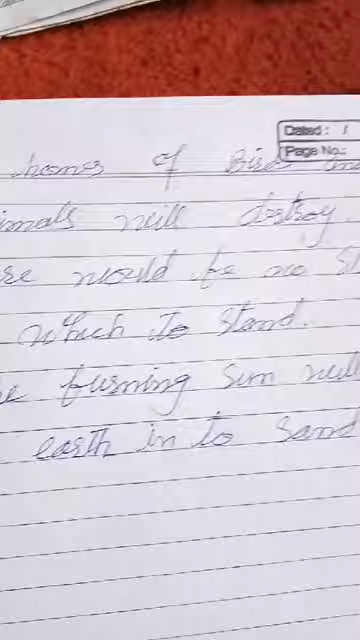 Dated: /
Page No.:
homes of Birds
imals will destroy.
re would be no
which to stand.
e burning sun will
earth in to sand